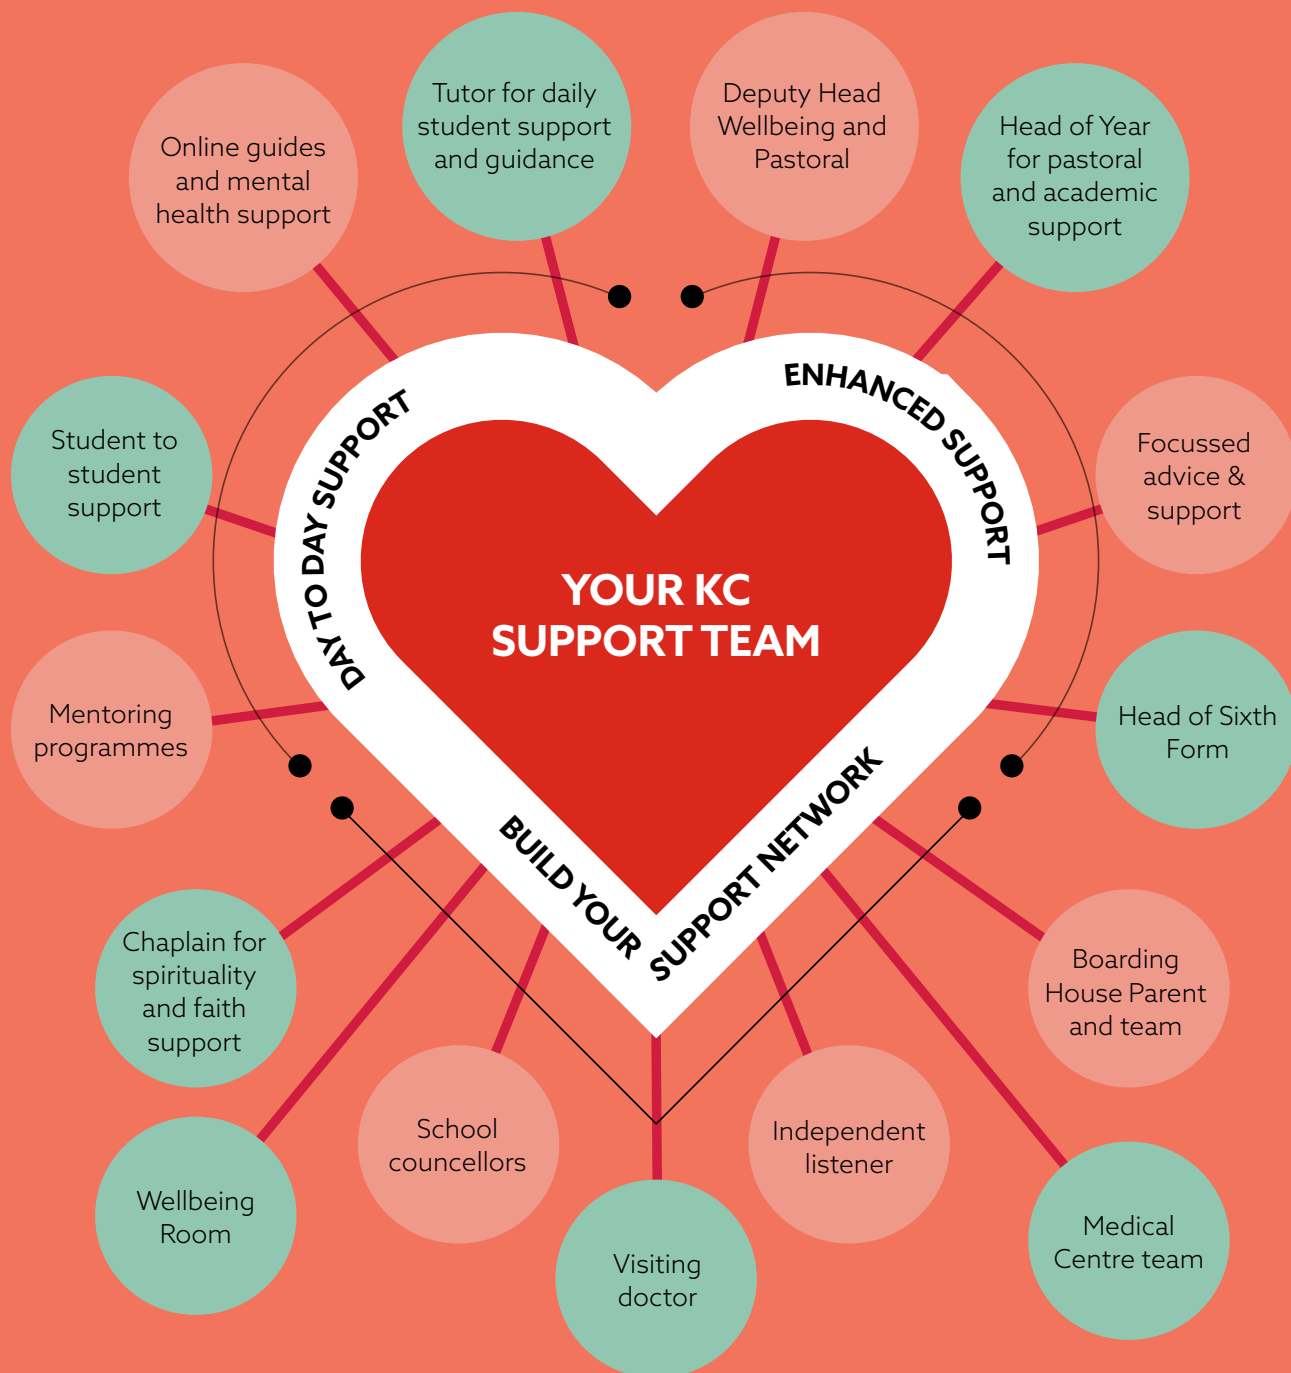 Tutor for daily
student support
and guidance
Deputy Head
Wellbeing and
Pastoral
Online guides
and mental
health support
Head of Year
for pastoral
and academic
support
Student to
student
support
Focussed
advice &
support
Mentoring
programmes
Head of Sixth
Form
DAY TO DAY SUPPORT
ENHANCED SUPPORT
YOUR KC
SUPPORT TEAM
BUILD YOUR
SUPPORT NETWORK
Chaplain for
spirituality
and faith
support
Boarding
House Parent
and team
Wellbeing
Room
School
councellors
Visiting
doctor
Independent
listener
Medical
Centre team